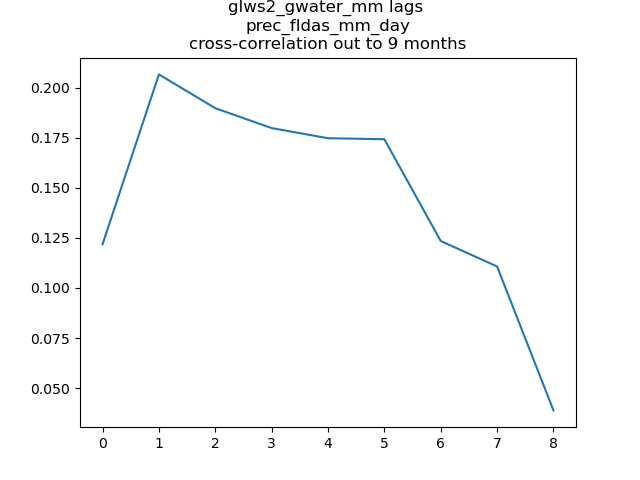 glws2_gwater_mm lags
prec_fldas_mm_day
cross-correlation out to 9 months
0.200
0.175
0.150
0.125
0.100
0.075
0.050
0 1 2 3 4 5 6 7 8